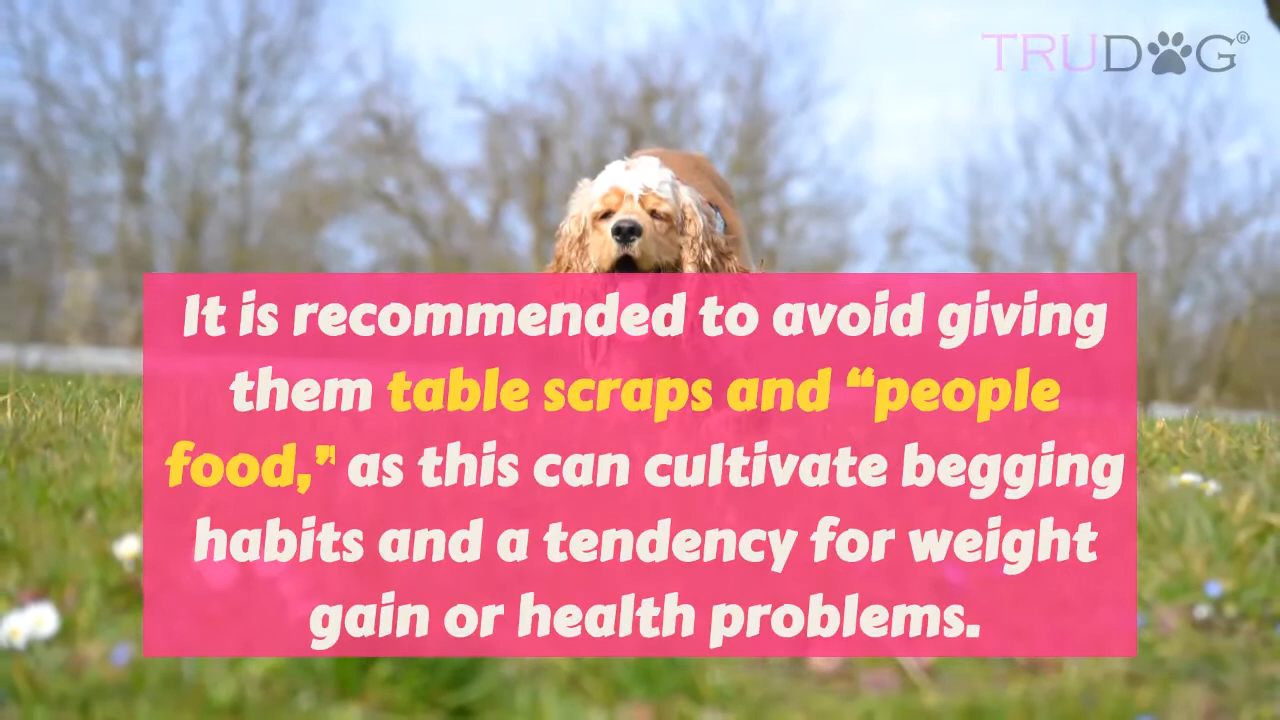 TRUDOG®
It is recommended to avoid giving
them table scraps and “people
food,” as this can cultivate begging
habits and a tendency for weight
gain or health problems.